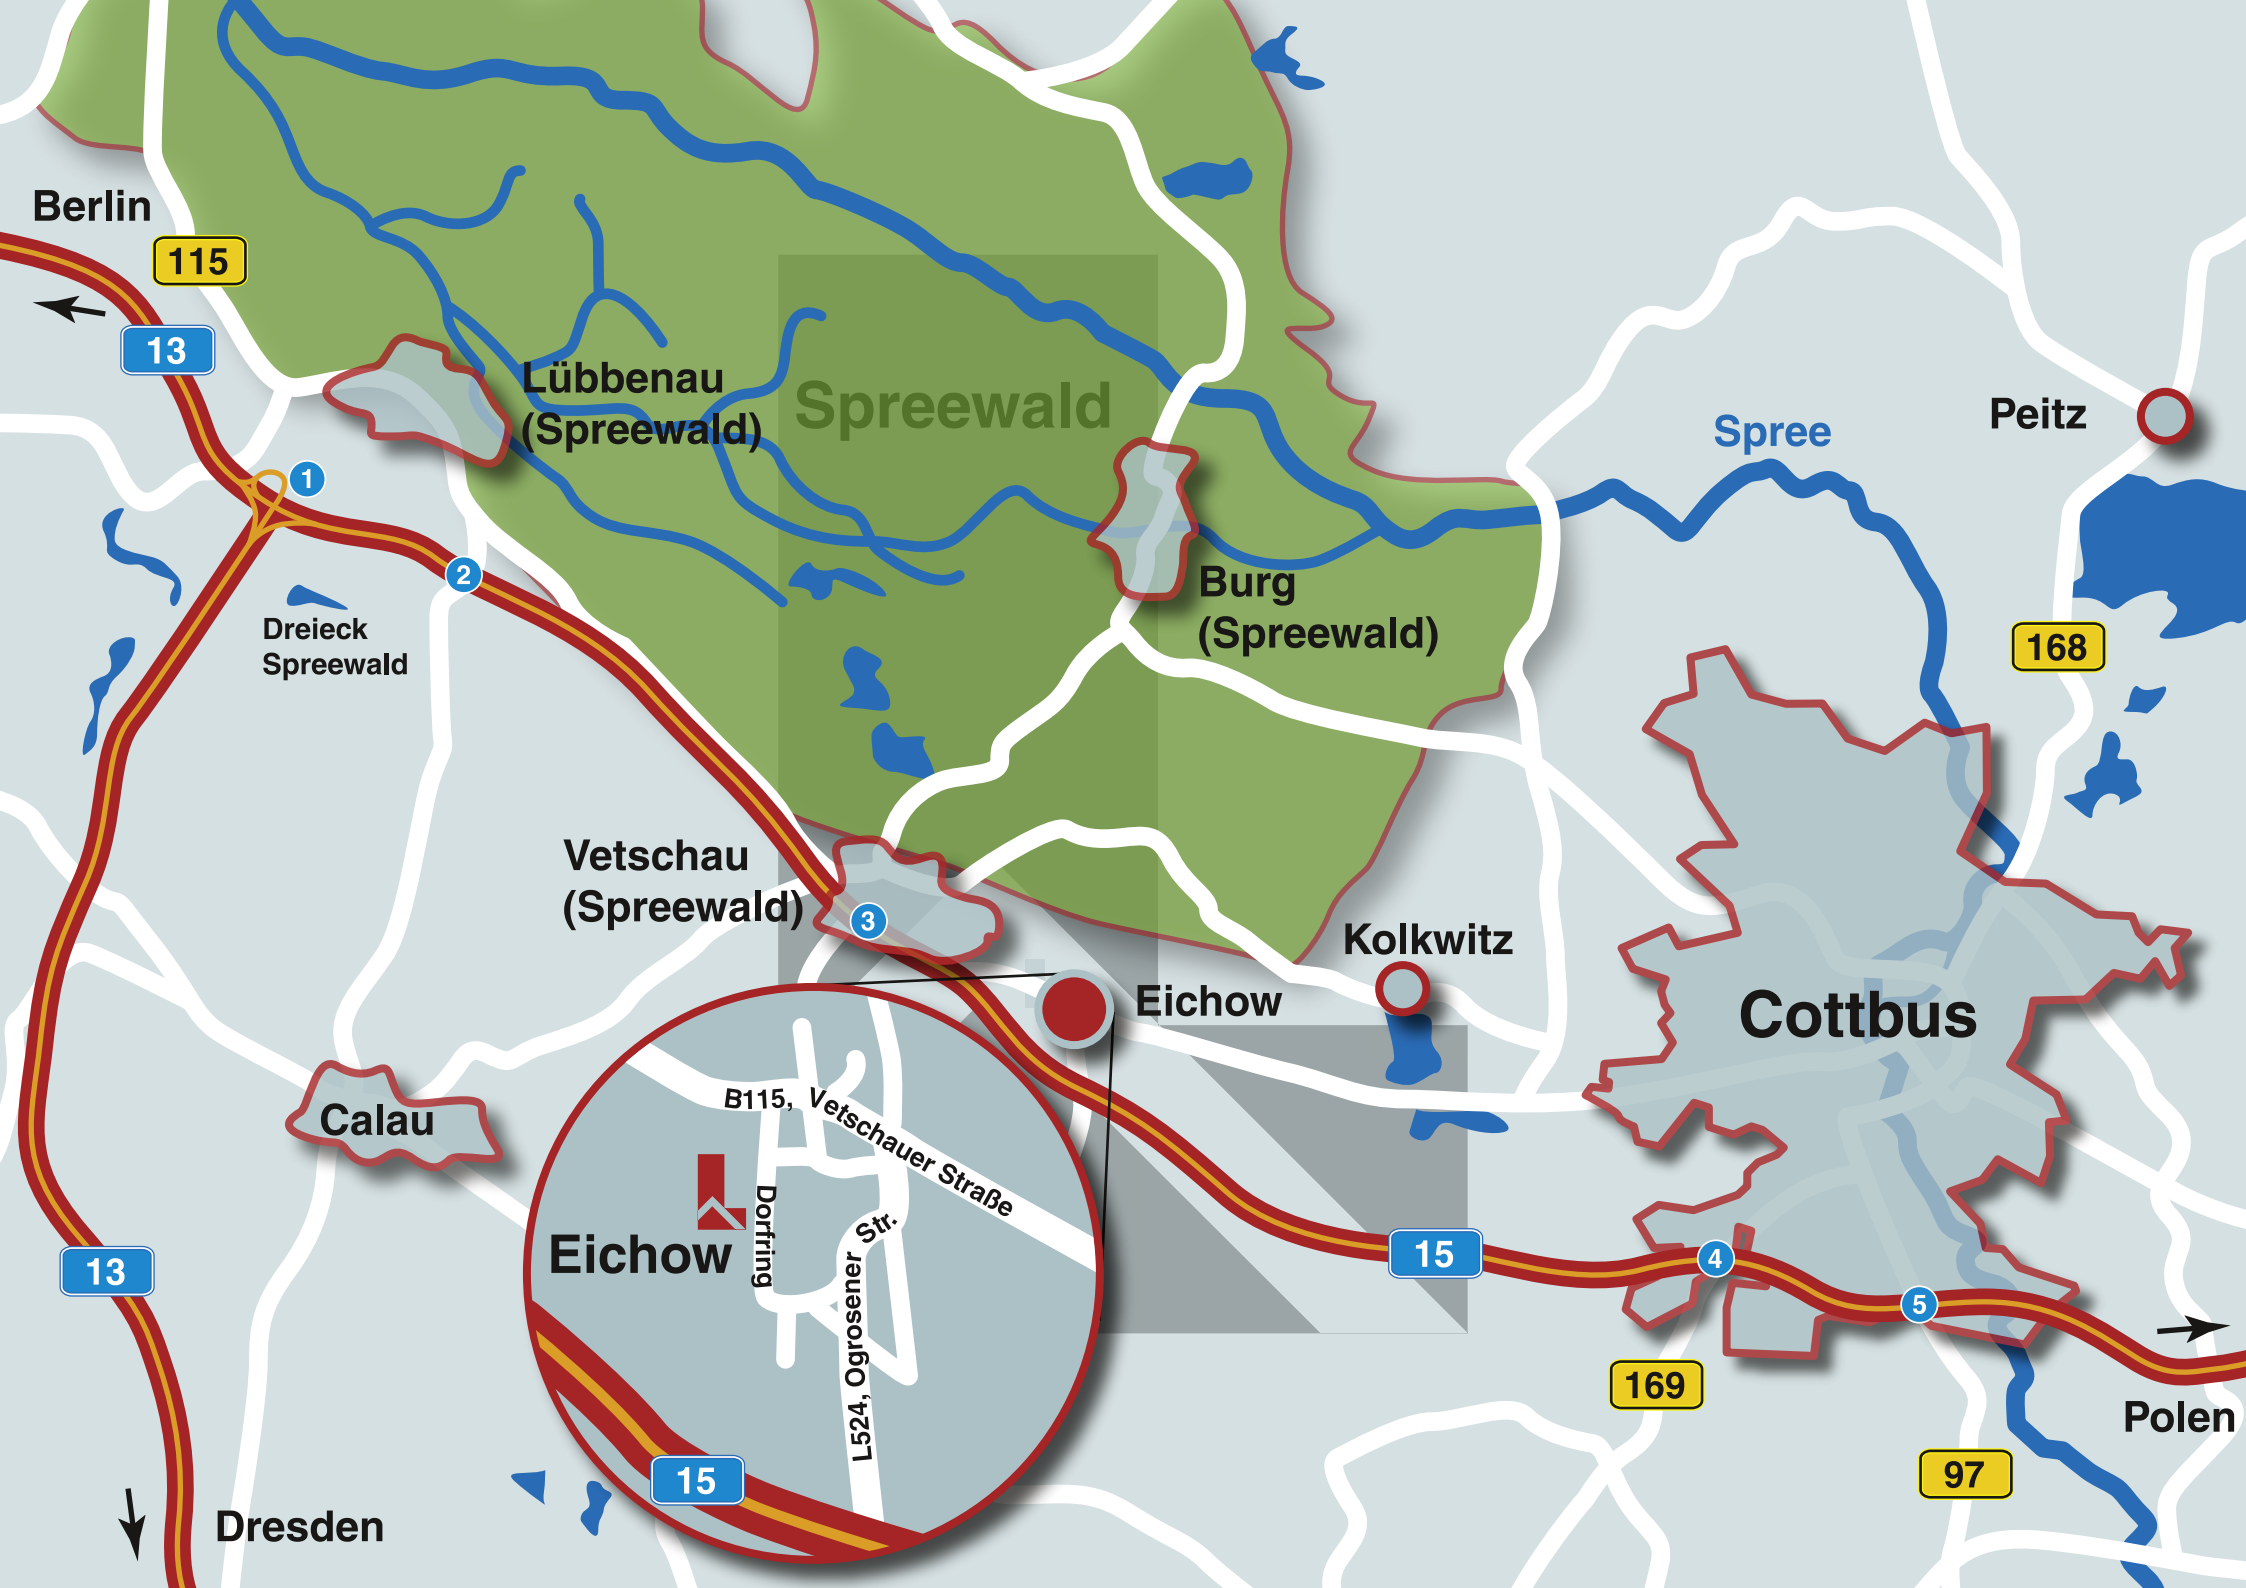 Berlin
115
13
Lübbenau
(Spreewald)
Spreewald
Spree
Peitz
1
2
Dreieck
Spreewald
Burg
(Spreewald)
168
Vetschau
(Spreewald)
3
Kolkwitz
Eichow
Cottbus
Calau
B115, Vetschauer Straße
Dorfring
Eichow
L524, Ogrosener Str.
15
13
15
4
5
169
97
Polen
Dresden